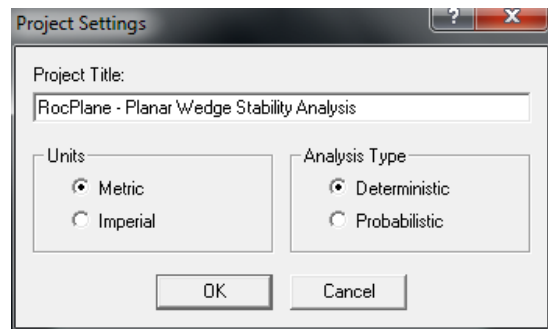 Project Settings
?
X
Project Title:
RocPlane - Planar Wedge Stability Analysis
Units
Metric
Imperial
Analysis Type
Deterministic
Probabilistic
OK
Cancel